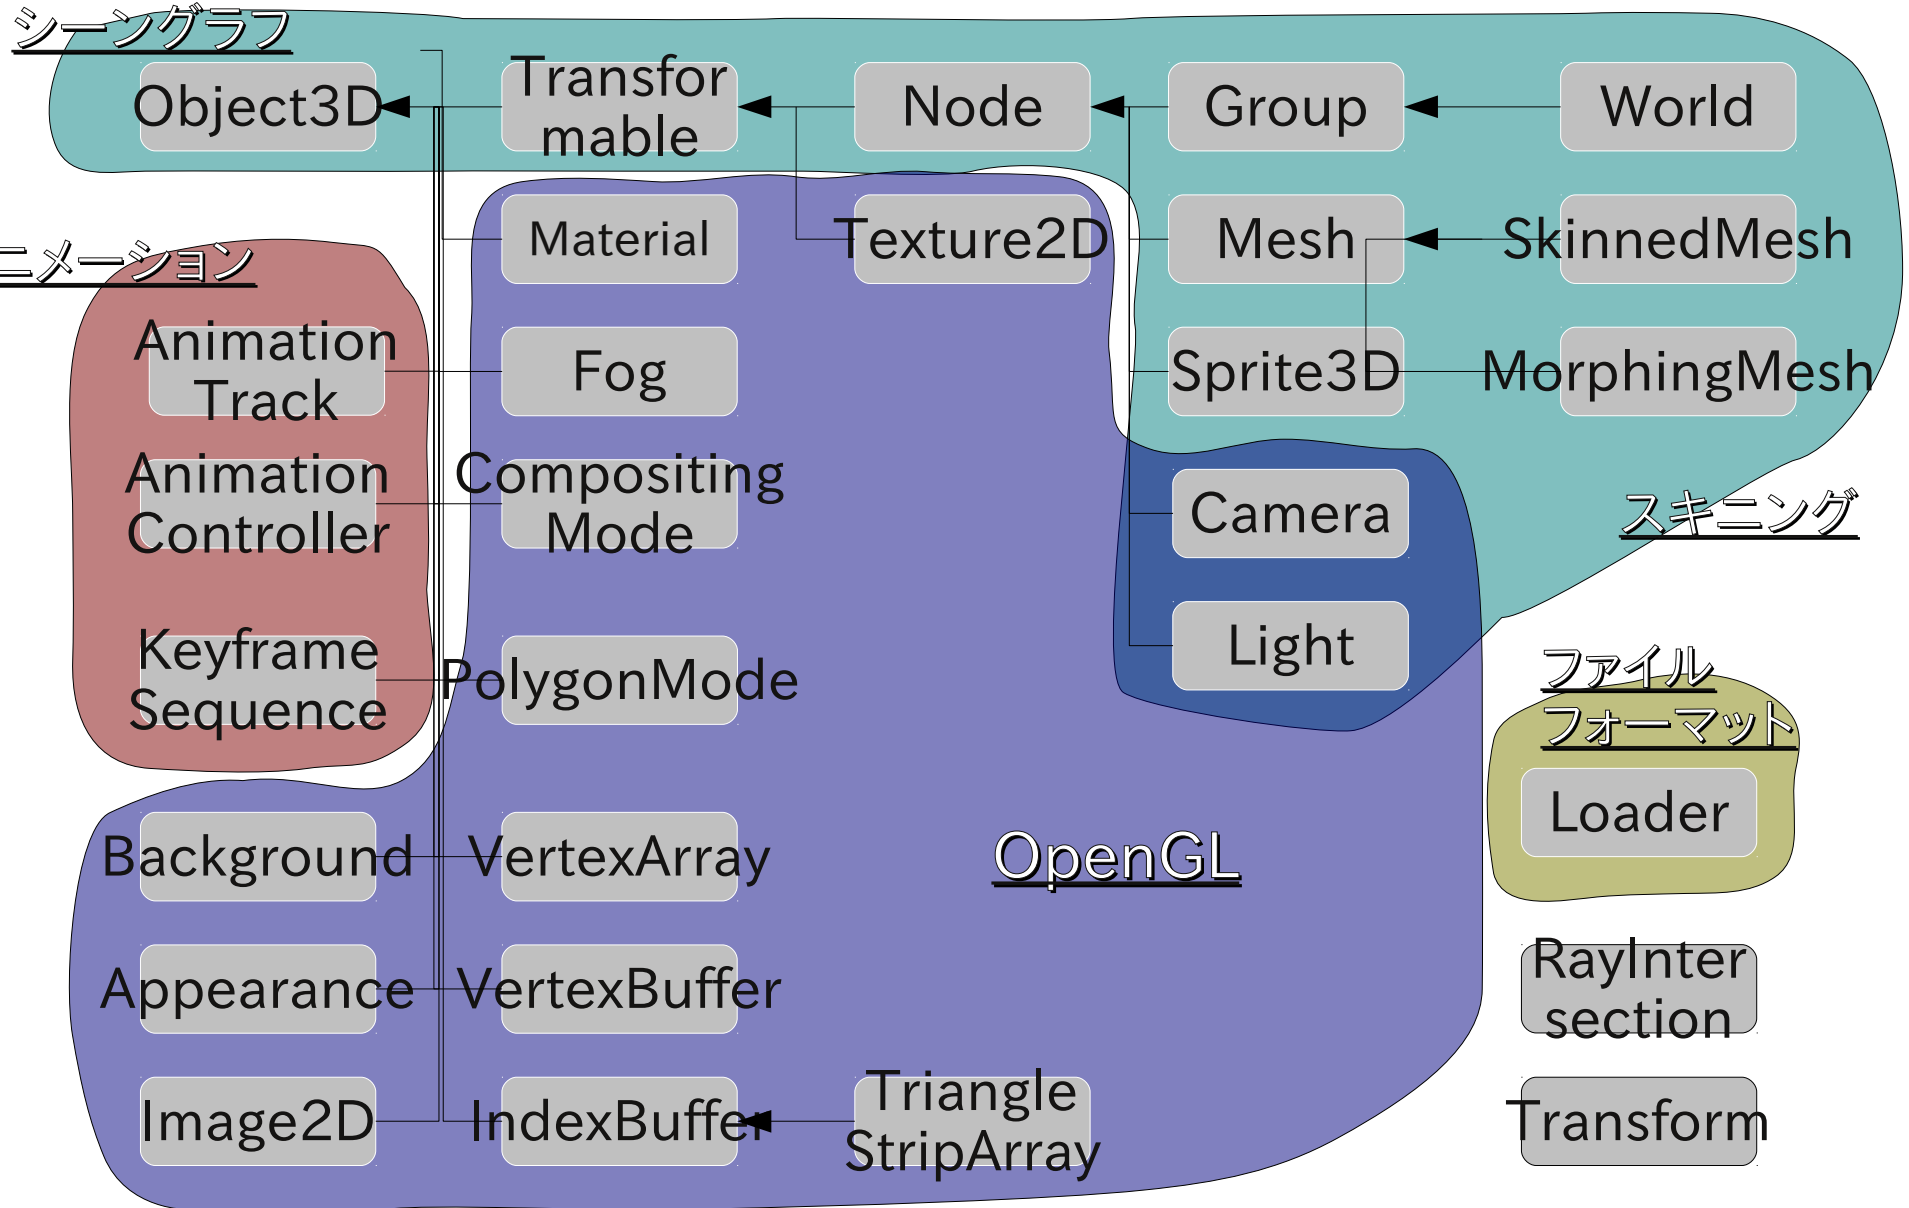 シーングラフ
Object3D
Transfor
mable
Node
Group
World
Material
Texture2D
Mesh
SkinnedMesh
ニメーション
Animation
Track
Fog
Sprite3D
MorphingMesh
Animation
Controller
Compositing
Mode
Camera
スキニング
Keyframe
Sequence
PolygonMode
Light
ファイル
フォーマット
Loader
Background
VertexArray
OpenGL
Appearance
VertexBuffer
RayInter
section
Image2D
IndexBuffer
Triangle
StripArray
Transform